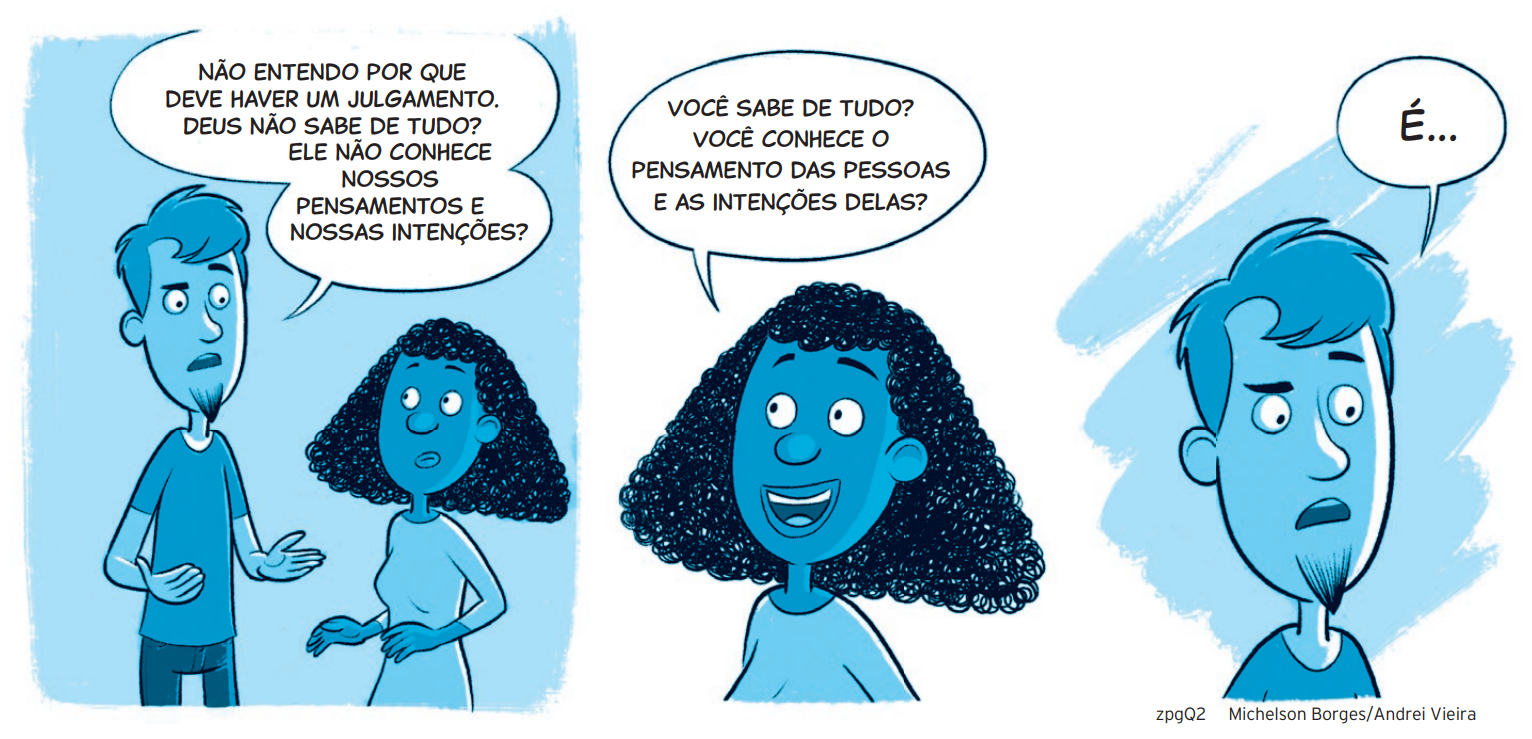 NÃO ENTENDO POR QUE
DEVE HAVER UM JULGAMENTO.
DEUS NÃO SABE DE TUDO?
ELE NÃO CONHECE
NOSSOS
PENSAMENTOS E
NOSSAS INTENÇÕES?
VOCÊ SABE DE TUDO?
VOCÊ CONHECE O
PENSAMENTO DAS PESSOAS
E AS INTENÇÕES DELAS?
É...
zpgQ2 Michelson Borges/Andrei Vieira